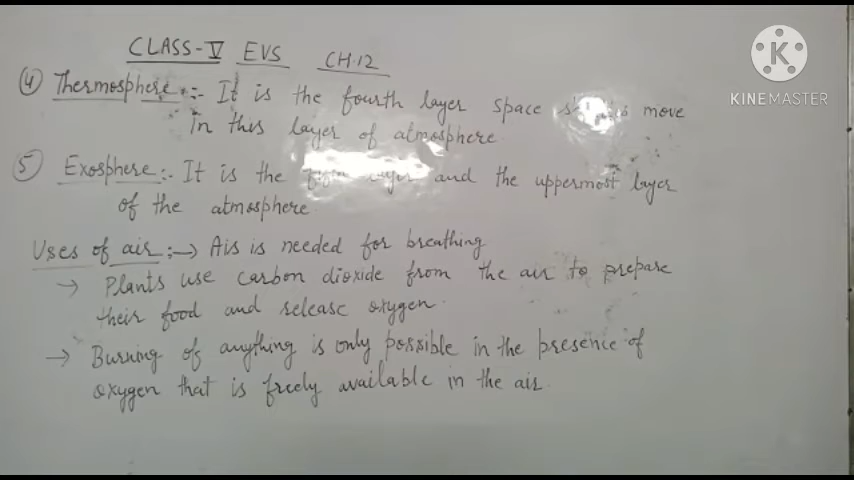 CLASS-V EVS CH.12
④ Thermosphere :- It is the fourth layer space move
in this layer of atmosphere.
⑤ Exosphere :- It is the layer and the uppermost layer
of the atmosphere.
Uses of air :→ Air is needed for breathing
→ Plants use carbon dioxide from the air to prepare
their food and release oxygen.
→ Burning of anything is only possible in the presence of
oxygen that is freely available in the air.
K
KINEMASTER